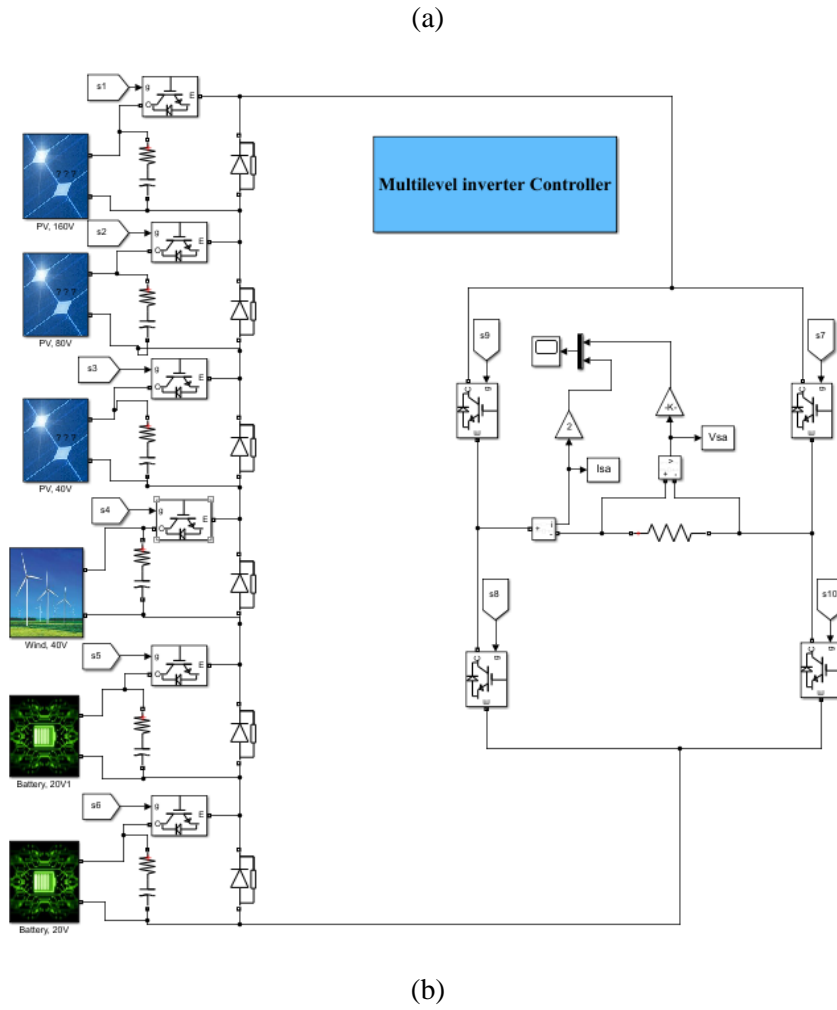 (a)
s1
g
C
E
? ? ?
PV, 160V
Multilevel inverter Controller
s2
g
C
E
? ? ?
PV, 80V
s3
g
C
E
? ? ?
PV, 40V
s9
s7
C
g
E
C
g
E
2
-K-
Isa
Vsa
v
+ -
+
i
-
s4
g
C
E
Wind, 40V
s8
s10
C
g
E
C
g
E
s5
g
C
E
Battery, 20V1
s6
g
C
E
Battery, 20V
(b)